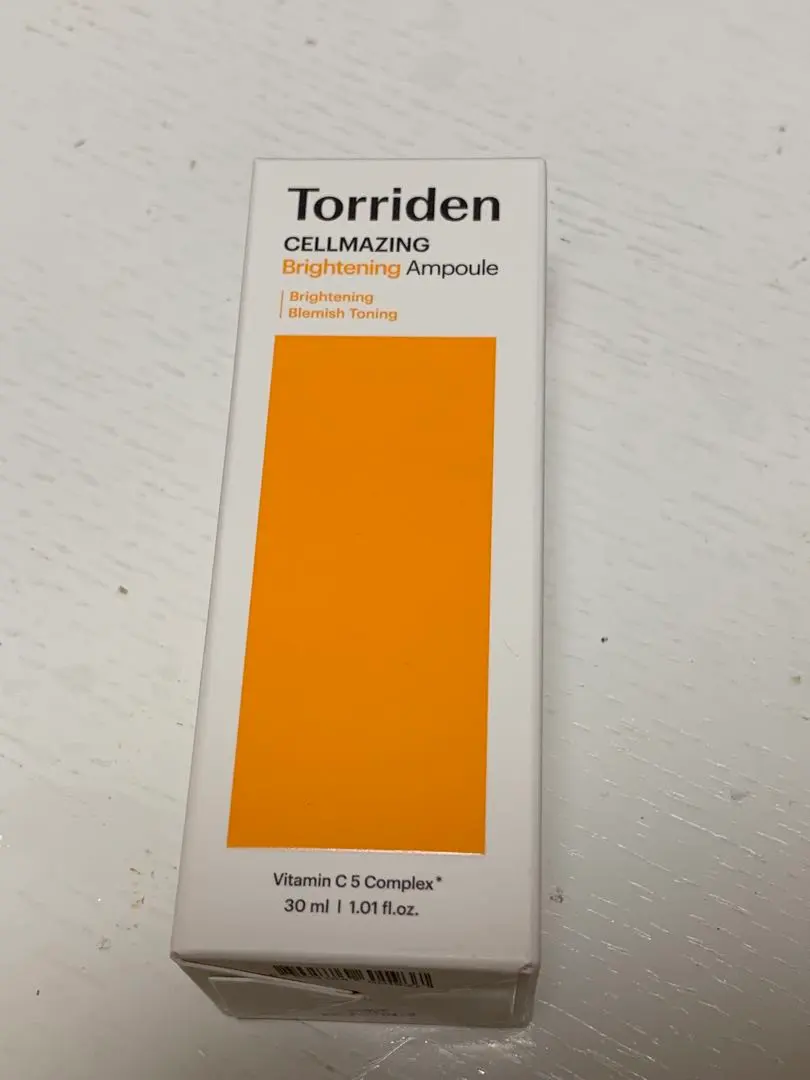 Torriden
CELLMAZING
Brightening Ampoule
Brightening
Blemish Toning
Vitamin C 5 Complex*
30 ml | 1.01 fl.oz.